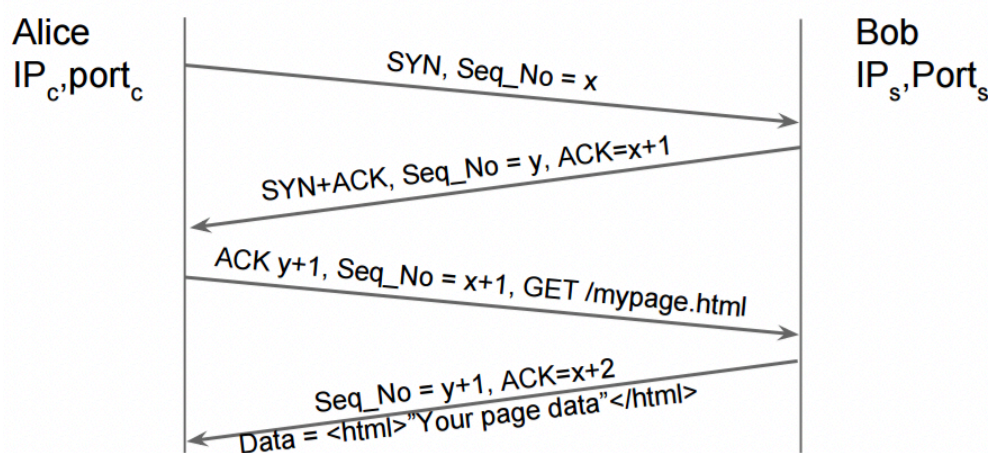 Alice
IPc,portc
Bob
IPs,Ports
SYN, Seq_No = x
SYN+ACK, Seq_No = y, ACK=x+1
ACK y+1, Seq_No = x+1, GET /mypage.html
Seq_No = y+1, ACK=x+2
Data = <html>”Your page data”</html>